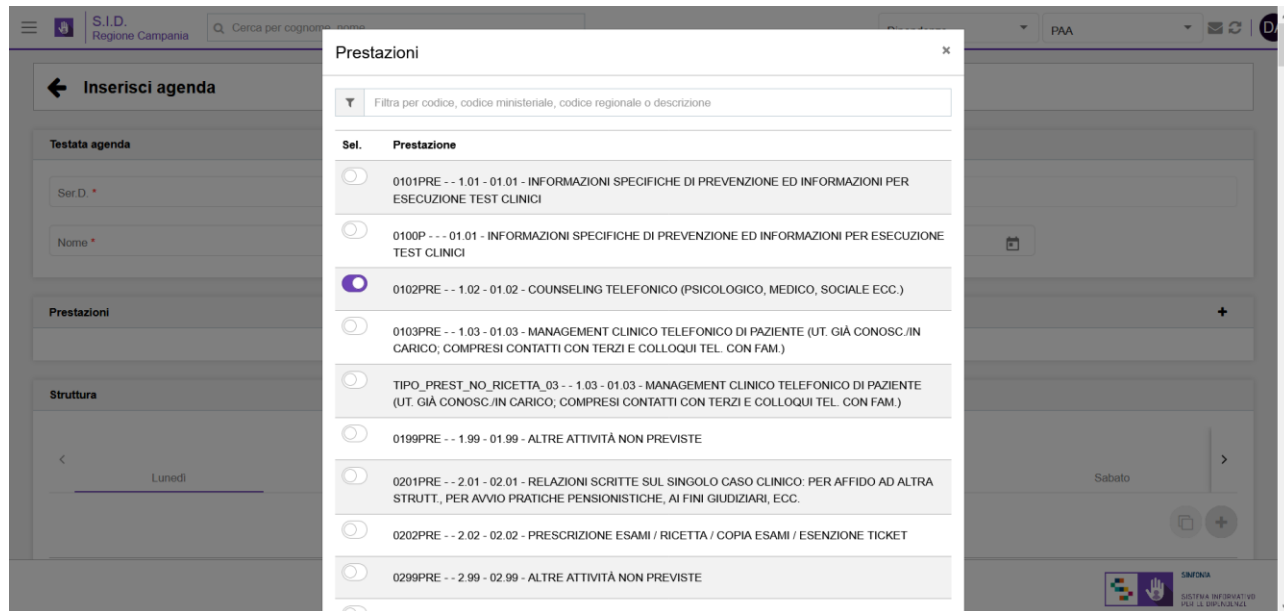 S.I.D.
Regione Campania
Cerca per cognome, nome
Dipendenze
PAA
Inserisci agenda
Testata agenda
Ser.D. *
Nome *
Prestazioni
Struttura
Lunedì
Sabato
Prestazioni
×
Filtra per codice, codice ministeriale, codice regionale o descrizione
Sel. Prestazione
0101PRE - - 1.01 - 01.01 - INFORMAZIONI SPECIFICHE DI PREVENZIONE ED INFORMAZIONI PER
ESECUZIONE TEST CLINICI
0100P - - - 01.01 - INFORMAZIONI SPECIFICHE DI PREVENZIONE ED INFORMAZIONI PER ESECUZIONE
TEST CLINICI
0102PRE - - 1.02 - 01.02 - COUNSELING TELEFONICO (PSICOLOGICO, MEDICO, SOCIALE ECC.)
0103PRE - - 1.03 - 01.03 - MANAGEMENT CLINICO TELEFONICO DI PAZIENTE (UT. GIÀ CONOSC./IN
CARICO; COMPRESI CONTATTI CON TERZI E COLLOQUI TEL. CON FAM.)
TIPO_PREST_NO_RICETTA_03 - - 1.03 - 01.03 - MANAGEMENT CLINICO TELEFONICO DI PAZIENTE
(UT. GIÀ CONOSC./IN CARICO; COMPRESI CONTATTI CON TERZI E COLLOQUI TEL. CON FAM.)
0199PRE - - 1.99 - 01.99 - ALTRE ATTIVITÀ NON PREVISTE
0201PRE - - 2.01 - 02.01 - RELAZIONI SCRITTE SUL SINGOLO CASO CLINICO: PER AFFIDO AD ALTRA
STRUTT., PER AVVIO PRATICHE PENSIONISTICHE, AI FINI GIUDIZIARI, ECC.
0202PRE - - 2.02 - 02.02 - PRESCRIZIONE ESAMI / RICETTA / COPIA ESAMI / ESENZIONE TICKET
0299PRE - - 2.99 - 02.99 - ALTRE ATTIVITÀ NON PREVISTE
SINFONIA
SISTEMA INFORMATIVO
PER LE DIPENDENZE